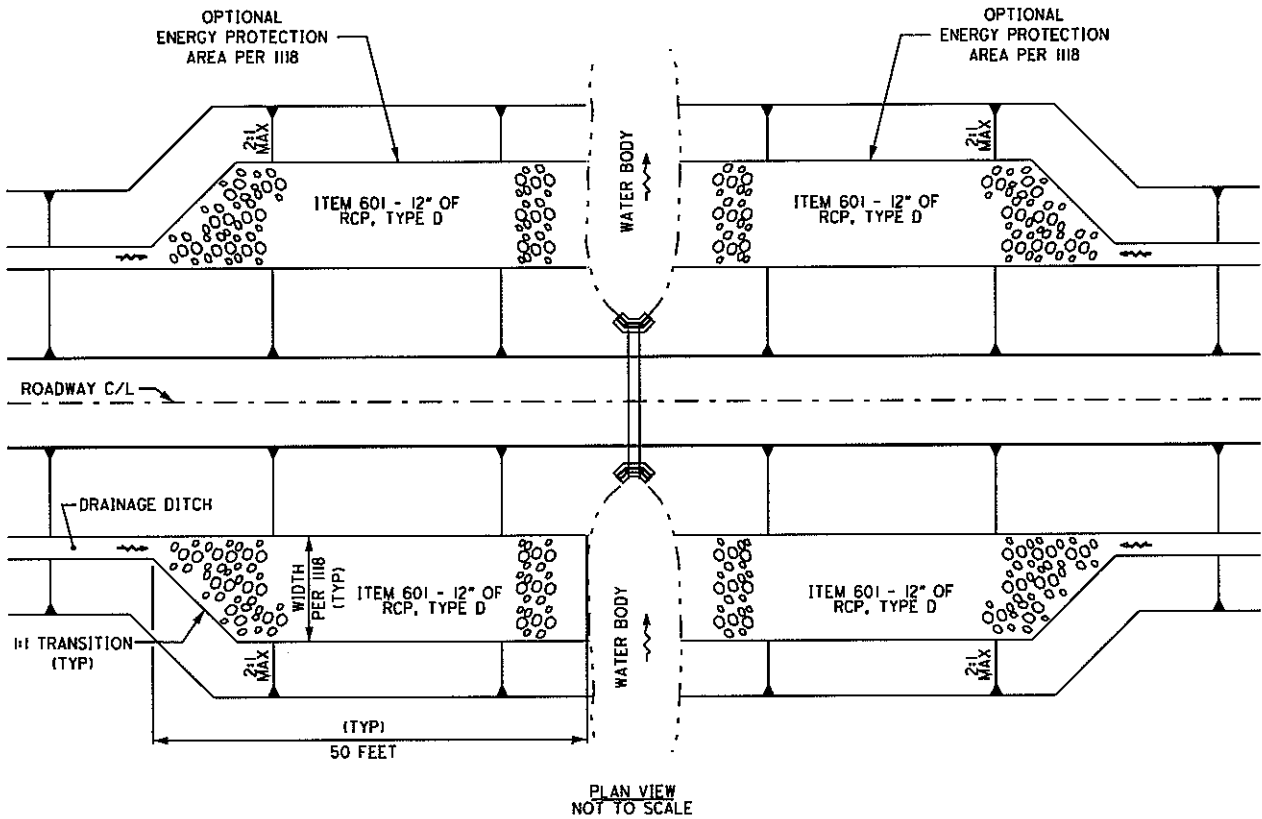 OPTIONAL
ENERGY PROTECTION
AREA PER 1118
OPTIONAL
ENERGY PROTECTION
AREA PER 1118
2:1
MAX
WATER BODY
2:1
MAX
ITEM 601 - 12" OF
RCP, TYPE D
ITEM 601 - 12" OF
RCP, TYPE D
ROADWAY C/L
DRAINAGE DITCH
WIDTH
PER 1118
(TYP)
ITEM 601 - 12" OF
RCP, TYPE D
ITEM 601 - 12" OF
RCP, TYPE D
1:1 TRANSITION
(TYP)
2:1
MAX
WATER BODY
2:1
MAX
(TYP)
50 FEET
PLAN VIEW
NOT TO SCALE